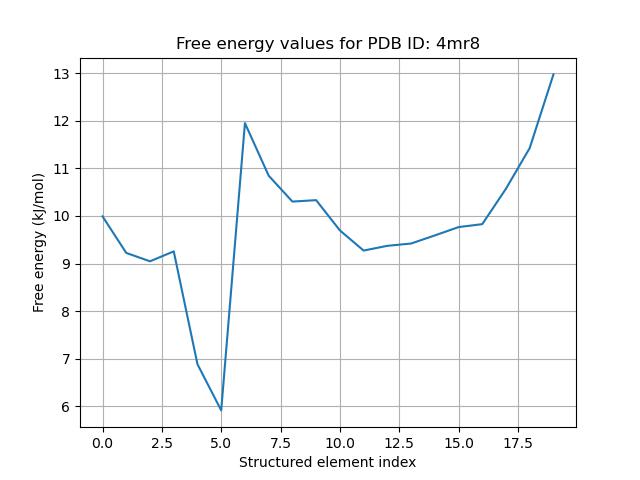 Free energy values for PDB ID: 4mr8
Free energy (kJ/mol)
13
12
11
10
9
8
7
6
0.0 2.5 5.0 7.5 10.0 12.5 15.0 17.5
Structured element index